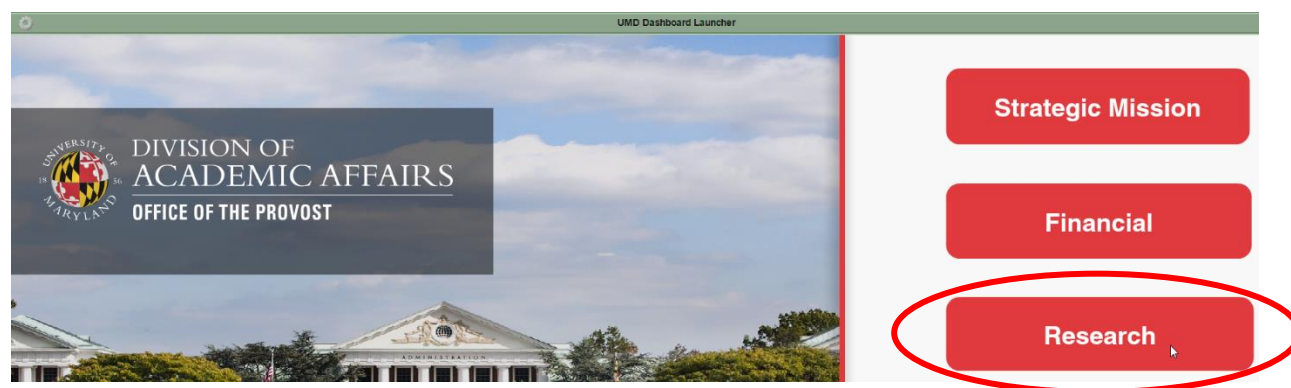 UMD Dashboard Launcher
UNIVERSITY OF
MARYLAND
18 56
DIVISION OF
ACADEMIC AFFAIRS
OFFICE OF THE PROVOST
ADMINISTRATION
Strategic Mission
Financial
Research